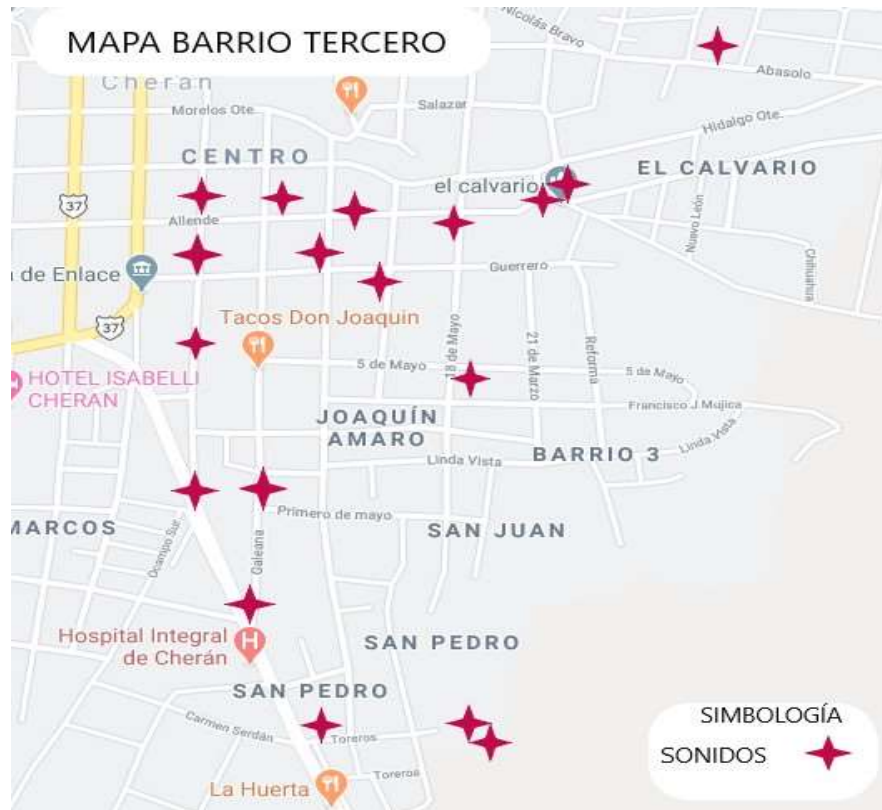 MAPA BARRIO TERCERO
Nicolás Bravo
Abasolo
Cheran
Salazar
Morelos Ote
Hidalgo Ote.
CENTRO
EL CALVARIO
el calvario
37
Allende
Nuevo León
Chihuahua
a de Enlace
Guerrero
37
Tacos Don Joaquin
5 de Mayo
18 de Mayo
21 de Marzo
Reforma
5 de Mayo
HOTEL ISABELLI
CHERAN
Francisco J Mujica
JOAQUÍN
AMARO
Linda Vista
BARRIO 3
Linda Vista
Primero de mayo
MARCOS
SAN JUAN
Ocampo Sur
Galeana
Hospital Integral
de Cherán
H
SAN PEDRO
SAN PEDRO
Carmen Serdán
Toreros
Toreros
La Huerta
SIMBOLOGÍA
SONIDOS